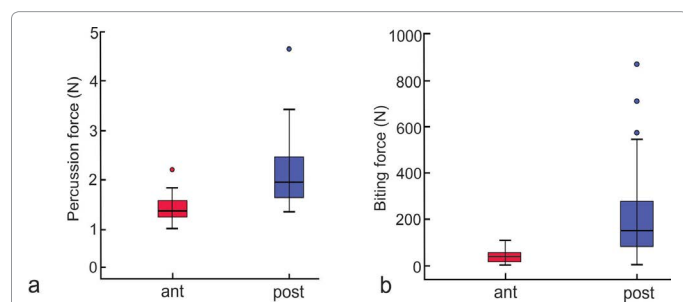 Percussion force (N)
5
4
3
2
1
0
ant
post
a
Biting force (N)
1000
800
600
400
200
0
ant
post
b